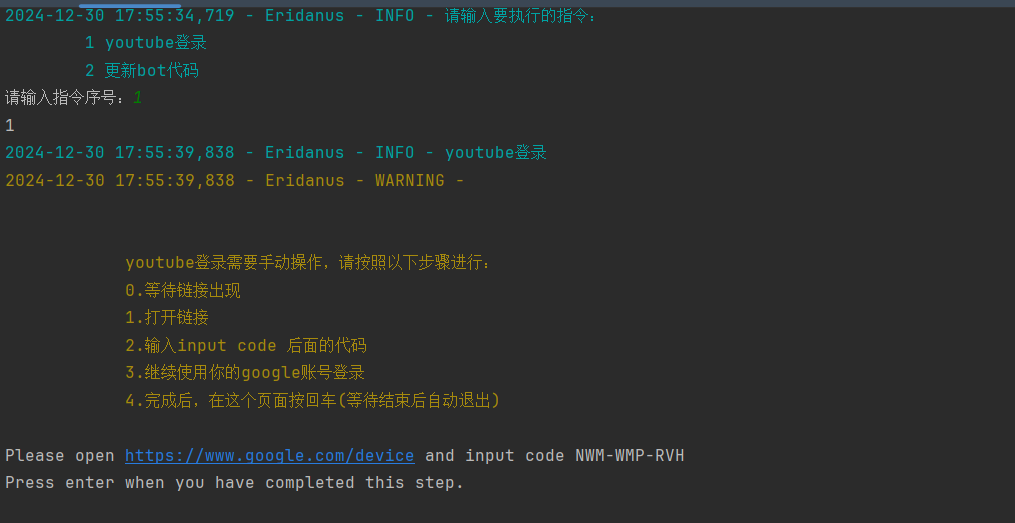 2024-12-30 17:55:34,719 - Eridanus - INFO - 请输入要执行的指令：
1 youtube登录
2 更新bot代码
请输入指令序号：1
1
2024-12-30 17:55:39,838 - Eridanus - INFO - youtube登录
2024-12-30 17:55:39,838 - Eridanus - WARNING -
youtube登录需要手动操作，请按照以下步骤进行：
0.等待链接出现
1.打开链接
2.输入input code 后面的代码
3.继续使用你的google账号登录
4.完成后，在这个页面按回车(等待结束后自动退出)
Please open https://www.google.com/device and input code NWM-WMP-RVH
Press enter when you have completed this step.